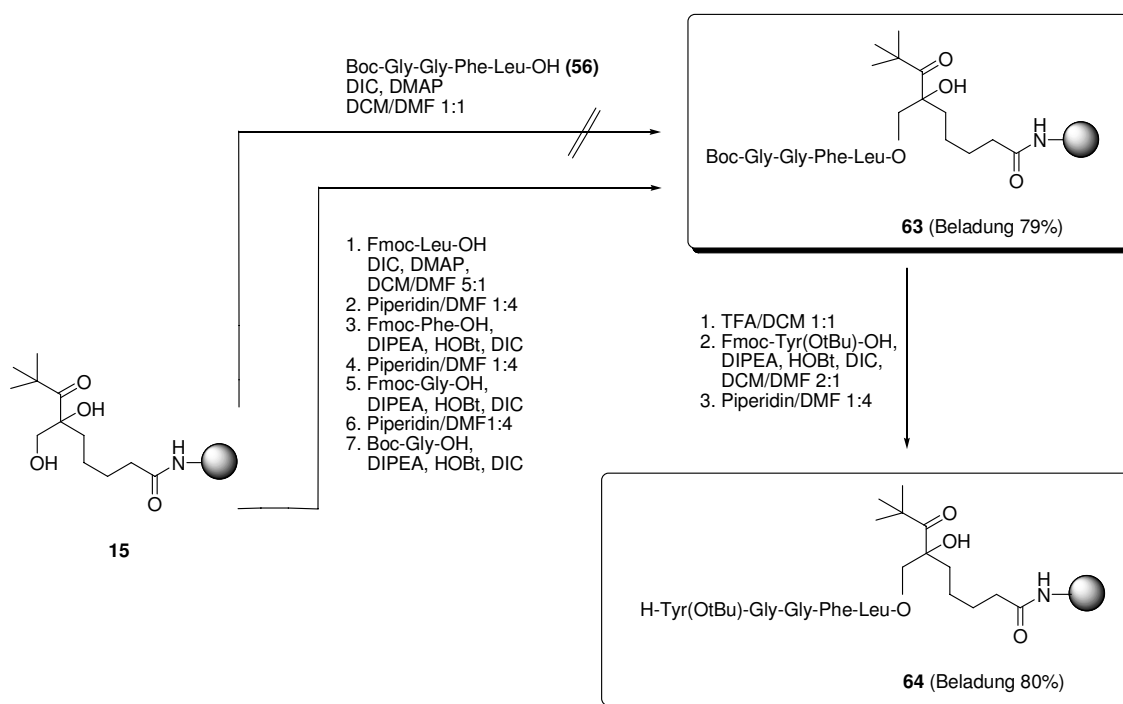 Boc-Gly-Gly-Phe-Leu-OH (56)
DIC, DMAP
DCM/DMF 1:1
O
OH
O
H
N
O
Boc-Gly-Gly-Phe-Leu-O
63 (Beladung 79%)
1. Fmoc-Leu-OH
DIC, DMAP,
DCM/DMF 5:1
2. Piperidin/DMF 1:4
3. Fmoc-Phe-OH,
DIPEA, HOBt, DIC
4. Piperidin/DMF 1:4
5. Fmoc-Gly-OH,
DIPEA, HOBt, DIC
6. Piperidin/DMF1:4
7. Boc-Gly-OH,
DIPEA, HOBt, DIC
O
OH
OH
H
N
O
15
1. TFA/DCM 1:1
2. Fmoc-Tyr(OtBu)-OH,
DIPEA, HOBt, DIC,
DCM/DMF 2:1
3. Piperidin/DMF 1:4
O
OH
H
N
O
H-Tyr(OtBu)-Gly-Gly-Phe-Leu-O
64 (Beladung 80%)